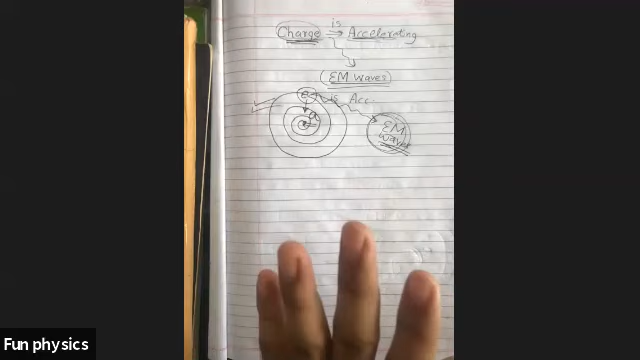 is
Charge ⇒ Accelerating
EM waves
e is Acc.
a
EM
waves
Fun physics